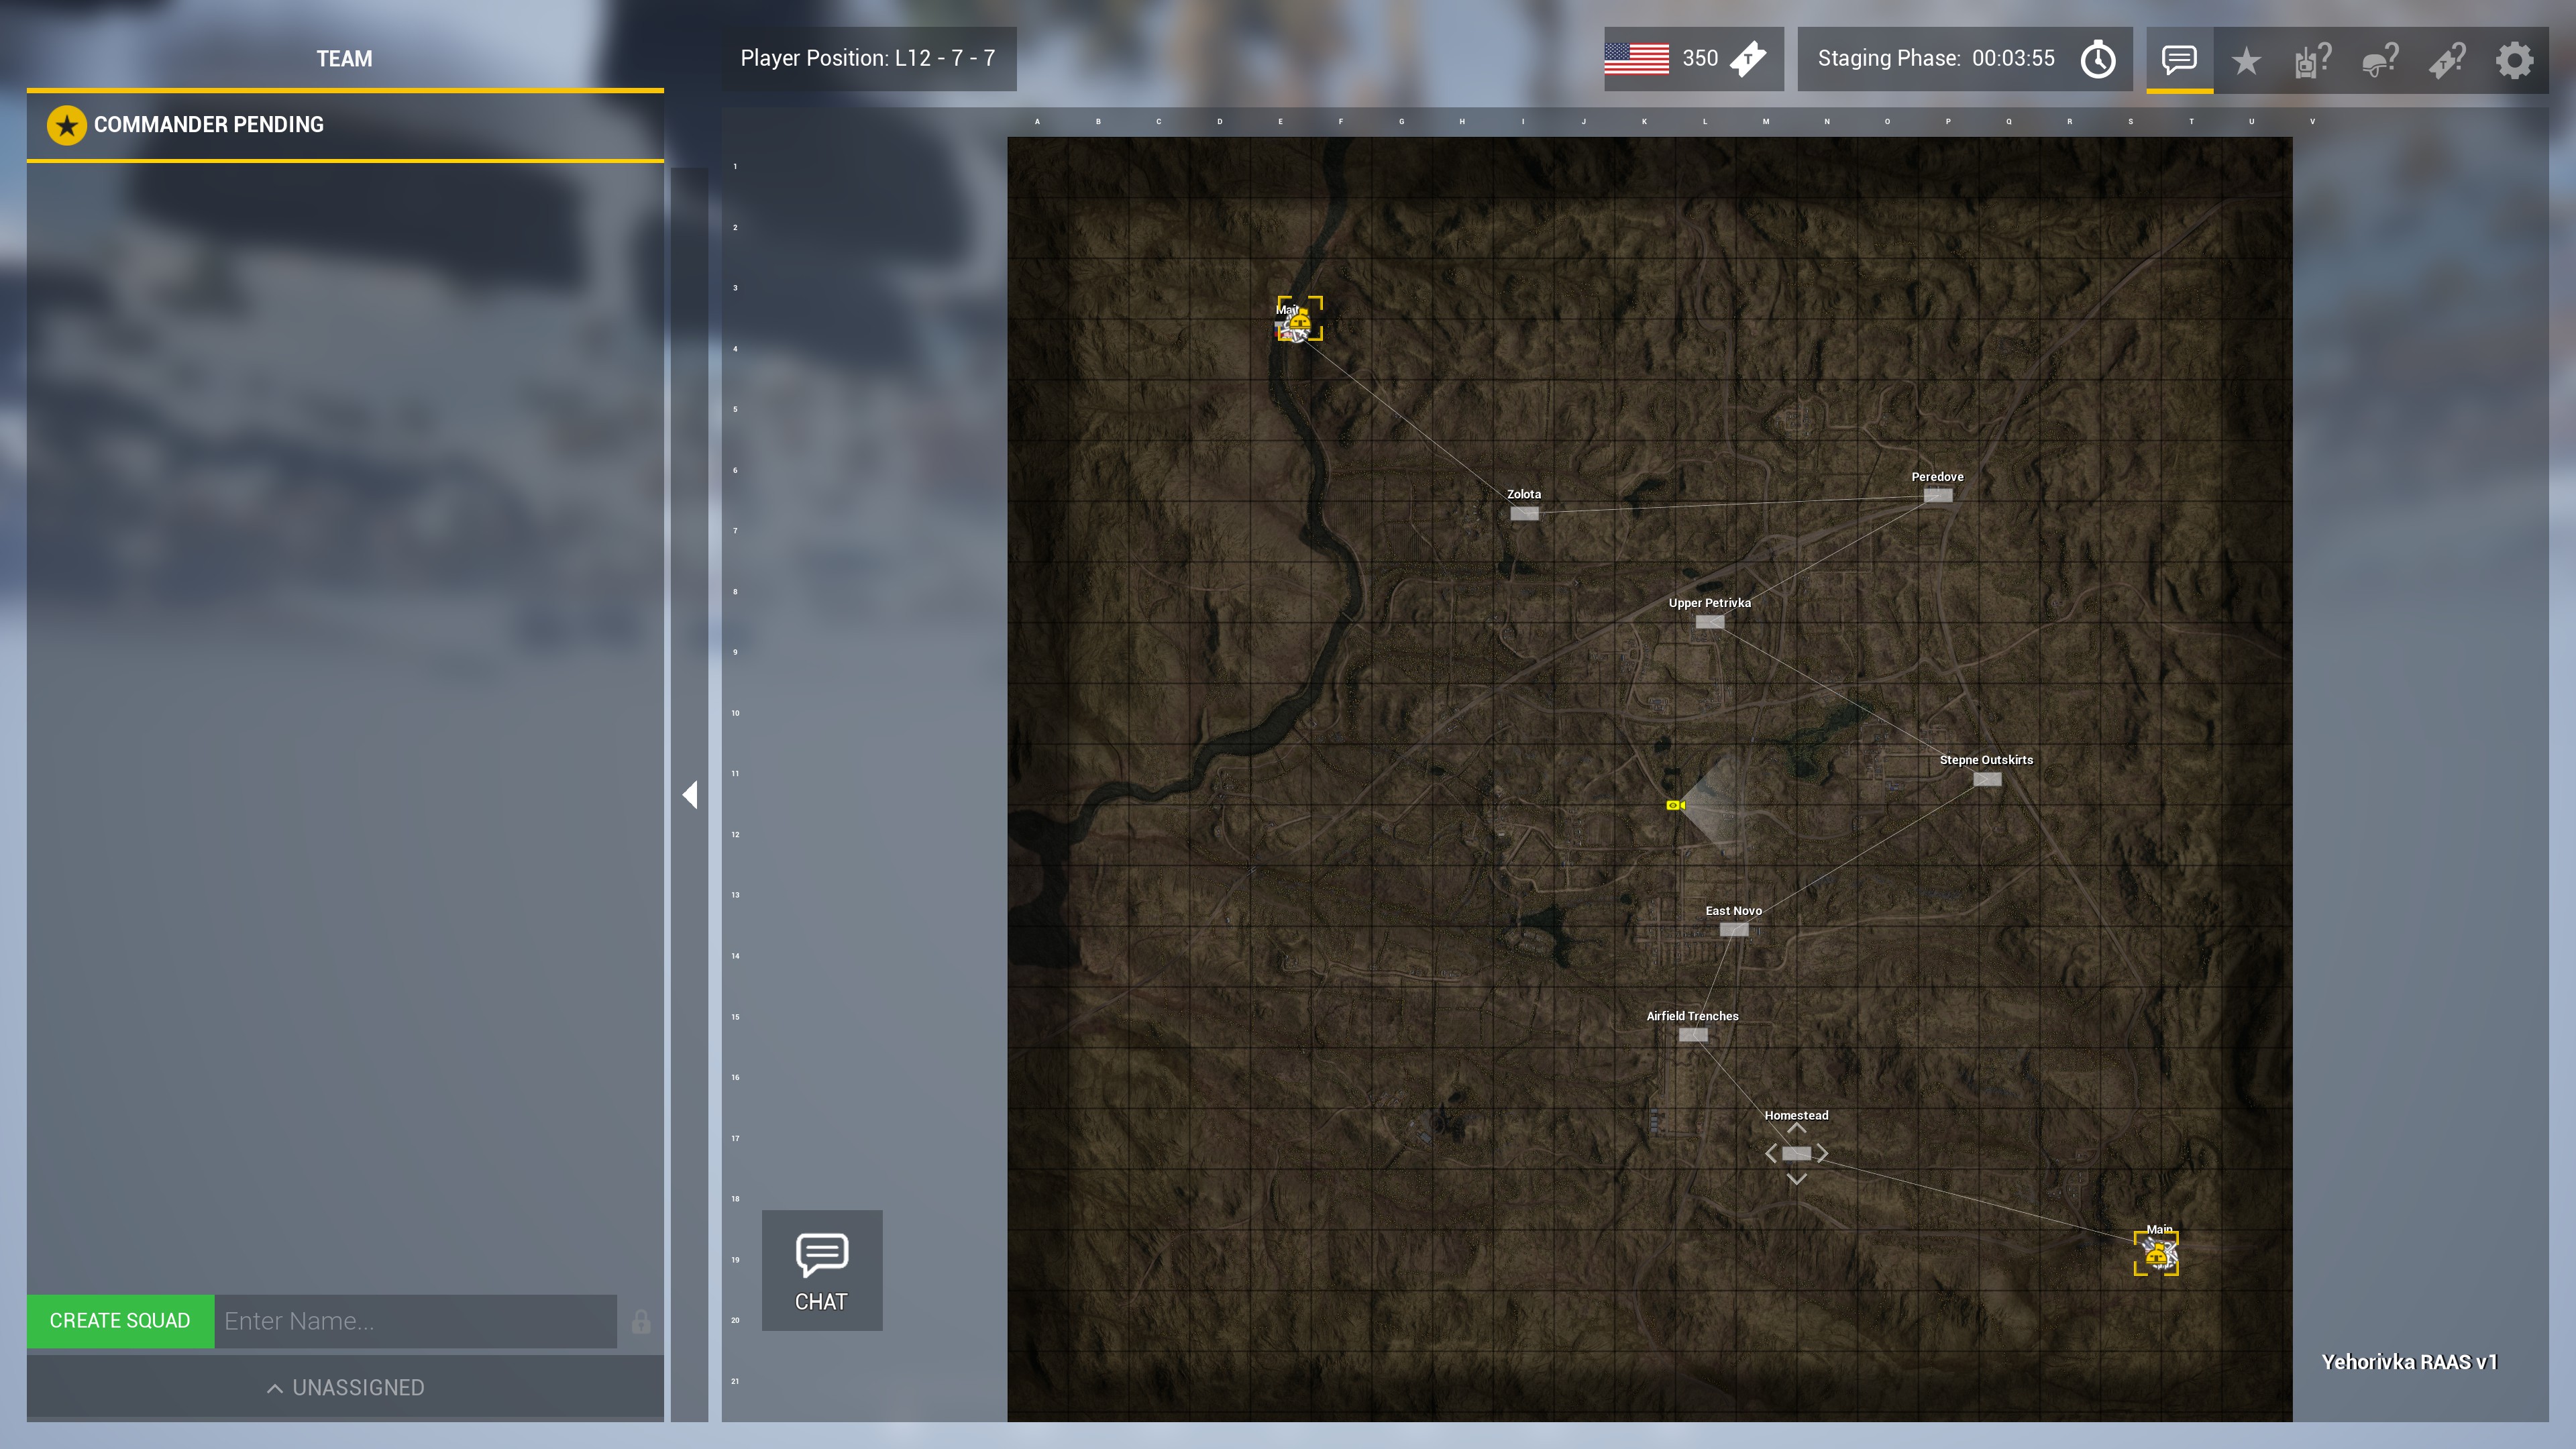 TEAM
Player Position: L12 - 7 - 7
350
T
Staging Phase: 00:03:55
COMMANDER PENDING
A B C D E F G H I J K L M N O P Q R S T U V
1
2
3
Main
4
5
6
Peredove
Zolota
7
8
Upper Petrivka
9
10
Stepne Outskirts
11
12
13
East Novo
14
Airfield Trenches
15
16
Homestead
17
18
Main
19
20
21
CHAT
CREATE SQUAD
Enter Name...
Yehorivka RAAS v1
UNASSIGNED